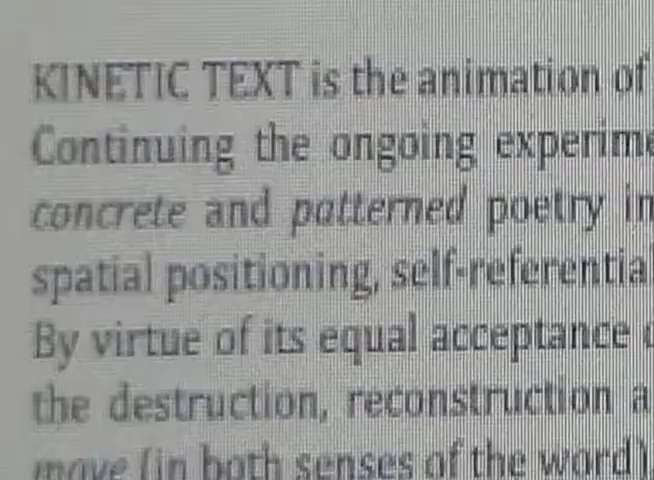 KINETIC TEXT is the animation of
Continuing the ongoing experime
concrete and patterned poetry in
spatial positioning, self-referential
By virtue of its equal acceptance
the destruction, reconstruction a
move (in both senses of the word)